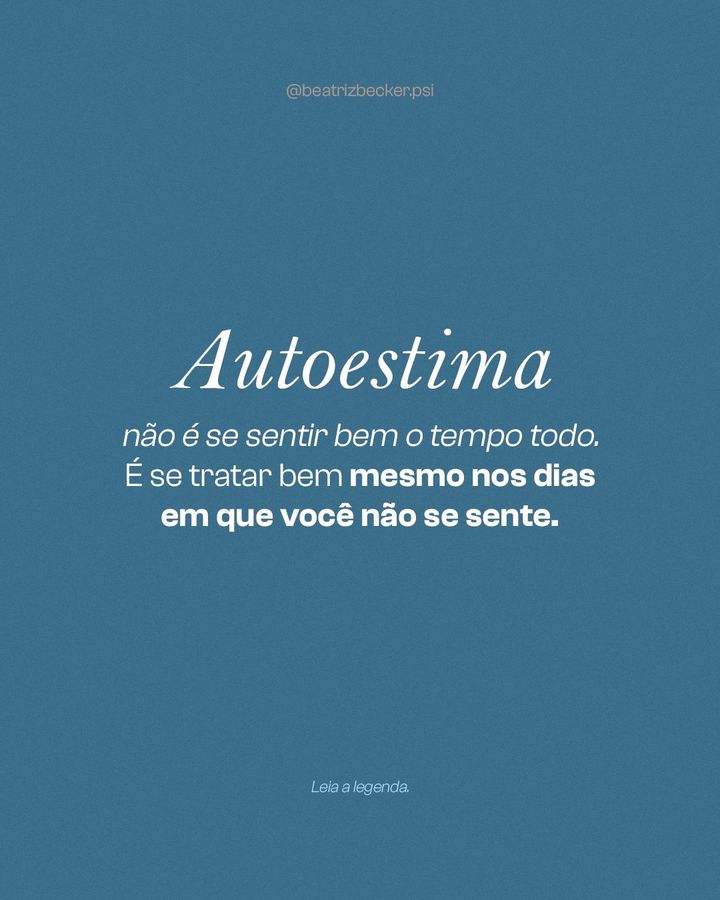 @beatrizbecker.psi
Autoestima
não é se sentir bem o tempo todo.
É se tratar bem mesmo nos dias
em que você não se sente.
Leia a legenda.